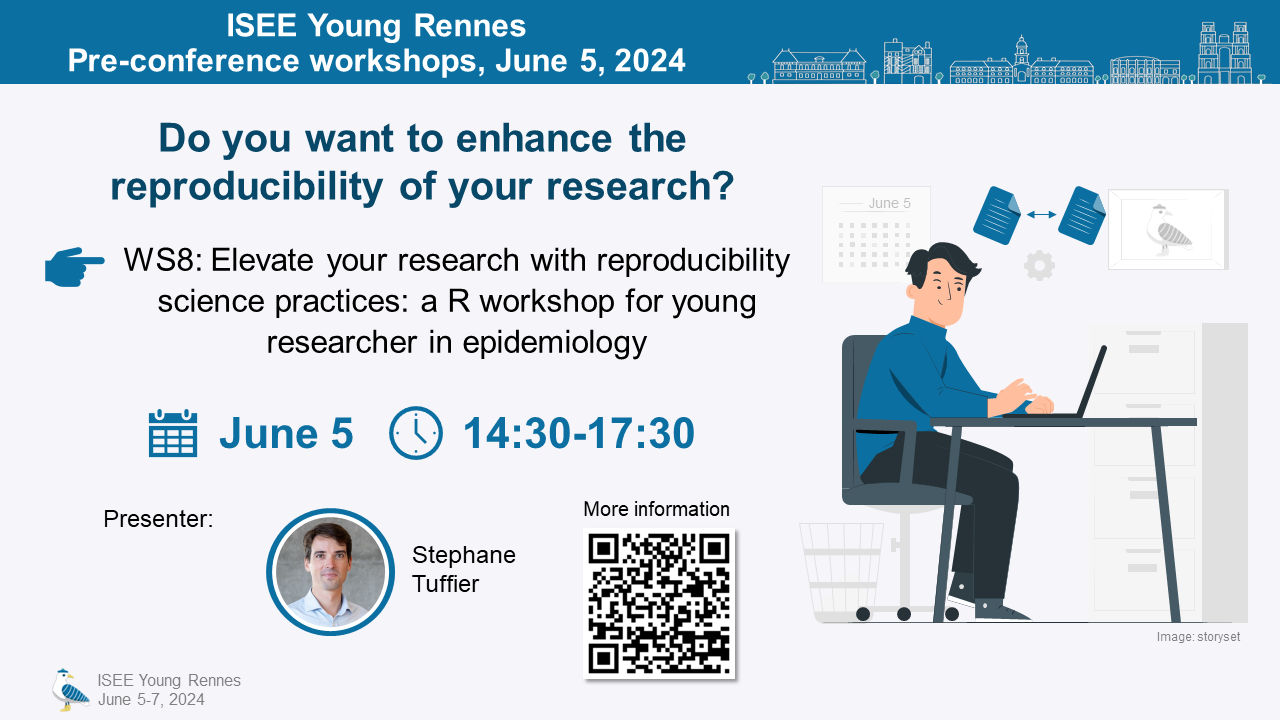 ISEE Young Rennes
Pre-conference workshops, June 5, 2024
Do you want to enhance the
reproducibility of your research?
WS8: Elevate your research with reproducibility
science practices: a R workshop for young
researcher in epidemiology
June 5
14:30-17:30
June 5
Presenter:
Stephane
Tuffier
More information
Image: storyset
ISEE Young Rennes
June 5-7, 2024